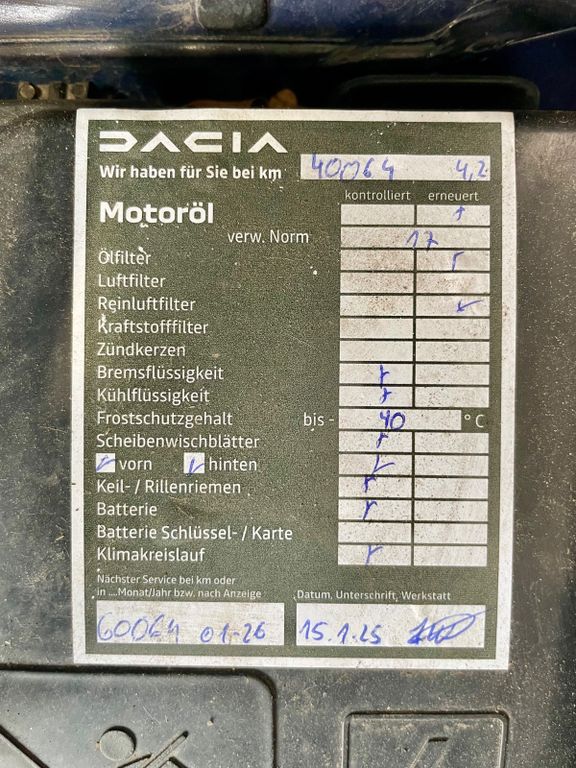 DACIA
Wir haben für Sie bei km 40064 4,2
kontrolliert erneuert
Motoröl
verw. Norm 17
Ölfilter
Luftfilter
Reinluftfilter
Kraftstofffilter
Zündkerzen
Bremsflüssigkeit
Kühlflüssigkeit
Frostschutzgehalt bis - 40 °C
Scheibenwischblätter
vorn hinten
Keil- / Rillenriemen
Batterie
Batterie Schlüssel- / Karte
Klimakreislauf
Nächster Service bei km oder
in ....Monat/Jahr bzw. nach Anzeige
Datum, Unterschrift, Werkstatt
60064 01-26
15.1.25